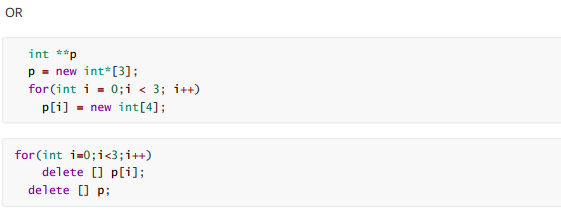 OR
int **p
p = new int*[3];
for(int i = 0;i < 3; i++)
p[i] = new int[4];
for(int i=0;i<3;i++)
delete [] p[i];
delete [] p;